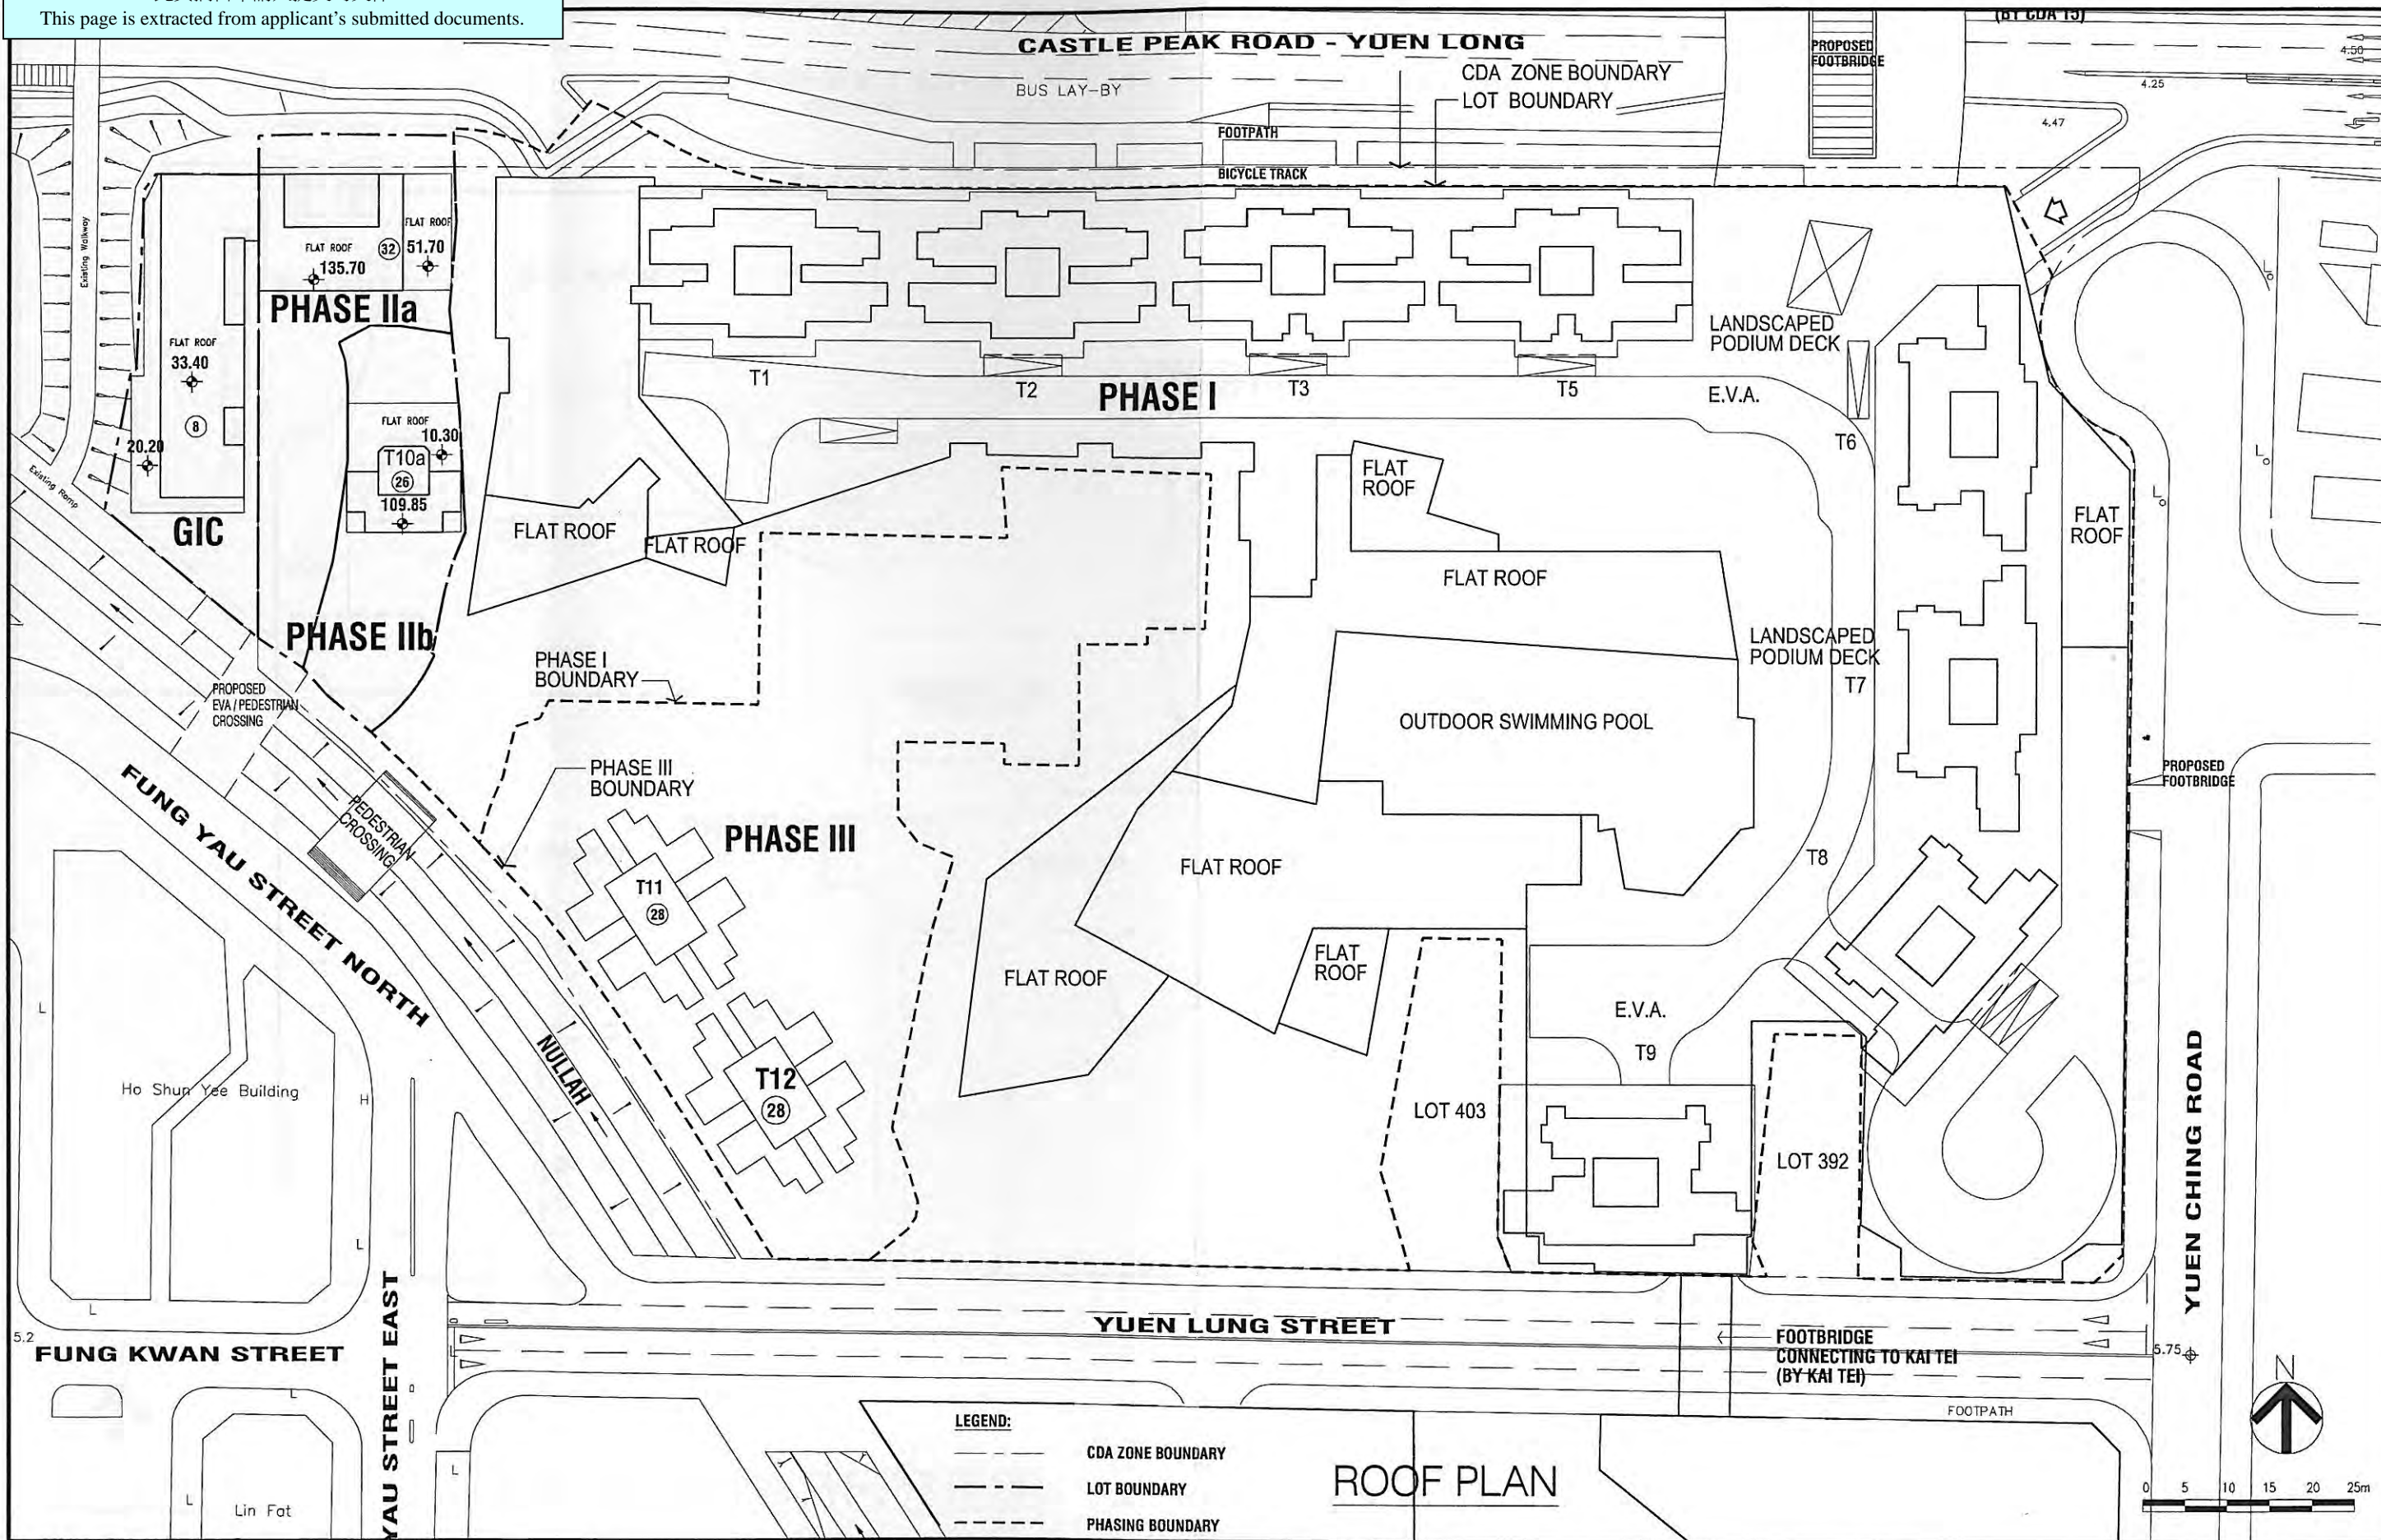 This page is extracted from applicant's submitted documents.
CASTLE PEAK ROAD - YUEN LONG
BUS LAY-BY
CDA ZONE BOUNDARY
LOT BOUNDARY
PROPOSED
FOOTBRIDGE
(BY CDA 15)
4.50
4.25
4.47
FOOTPATH
BICYCLE TRACK
Existing Walkway
FLAT ROOF
135.70
32
FLAT ROOF
51.70
PHASE IIa
FLAT ROOF
33.40
8
20.20
Existing Ramp
GIC
FLAT ROOF
10.30
T10a
26
109.85
PHASE IIb
T1
T2
T3
T5
PHASE I
LANDSCAPED
PODIUM DECK
E.V.A.
T6
FLAT
ROOF
FLAT ROOF
FLAT ROOF
FLAT
ROOF
FLAT ROOF
LANDSCAPED
PODIUM DECK
T7
OUTDOOR SWIMMING POOL
PHASE I
BOUNDARY
PHASE III
BOUNDARY
PROPOSED
EVA / PEDESTRIAN
CROSSING
PEDESTRIAN
CROSSING
PHASE III
T11
28
T12
28
FLAT ROOF
FLAT ROOF
FLAT
ROOF
T8
PROPOSED
FOOTBRIDGE
E.V.A.
T9
LOT 403
LOT 392
FUNG YAU STREET NORTH
NULLAH
Ho Shun Yee Building
L
H
L
L
L
L
L
L
FUNG KWAN STREET
5.2
YAU STREET EAST
YUEN LUNG STREET
YUEN CHING ROAD
FOOTBRIDGE
CONNECTING TO KAI TEI
(BY KAI TEI)
5.75
FOOTPATH
L
L
L
Lin Fat
LEGEND:
CDA ZONE BOUNDARY
LOT BOUNDARY
PHASING BOUNDARY
ROOF PLAN
N
0 5 10 15 20 25m